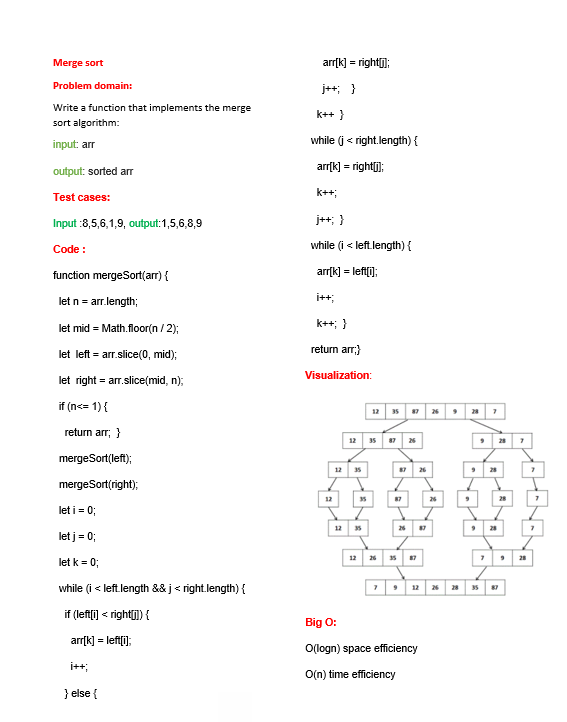 Merge sort
Problem domain:
Write a function that implements the merge
sort algorithm:
input: arr
output: sorted arr
Test cases:
Input :8,5,6,1,9, output:1,5,6,8,9
Code :
function mergeSort(arr) {
let n = arr.length;
let mid = Math.floor(n / 2);
let left = arr.slice(0, mid);
let right = arr.slice(mid, n);
if (n<= 1) {
return arr; }
mergeSort(left);
mergeSort(right);
let i = 0;
let j = 0;
let k = 0;
while (i < left.length && j < right.length) {
if (left[i] < right[j]) {
arr[k] = left[i];
i++;
} else {
arr[k] = right[j];
j++; }
k++ }
while (j < right.length) {
arr[k] = right[j];
k++;
j++; }
while (i < left.length) {
arr[k] = left[i];
i++;
k++; }
return arr;}
Visualization:
12 35 87 26 9 28 7
12 35 87 26 9 28 7
12 35 87 26 9 28 7
12 35 87 26 9 28 7
12 35 26 87 9 28 7
12 26 35 87 7 9 28
7 9 12 26 28 35 87
Big O:
O(logn) space efficiency
O(n) time efficiency